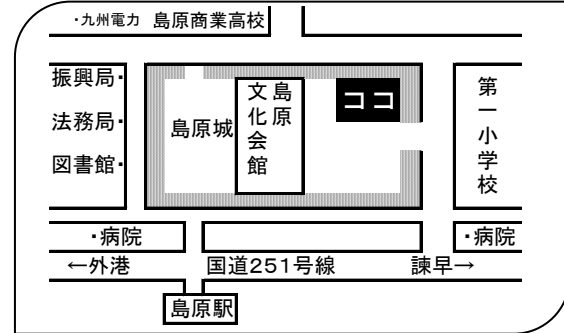 ・九州電力 島原商業高校
振興局・
法務局・
図書館・
島原城
島原
文化会館
ココ
第一小学校
・病院
・病院
←外港 国道251号線 諫早→
島原駅